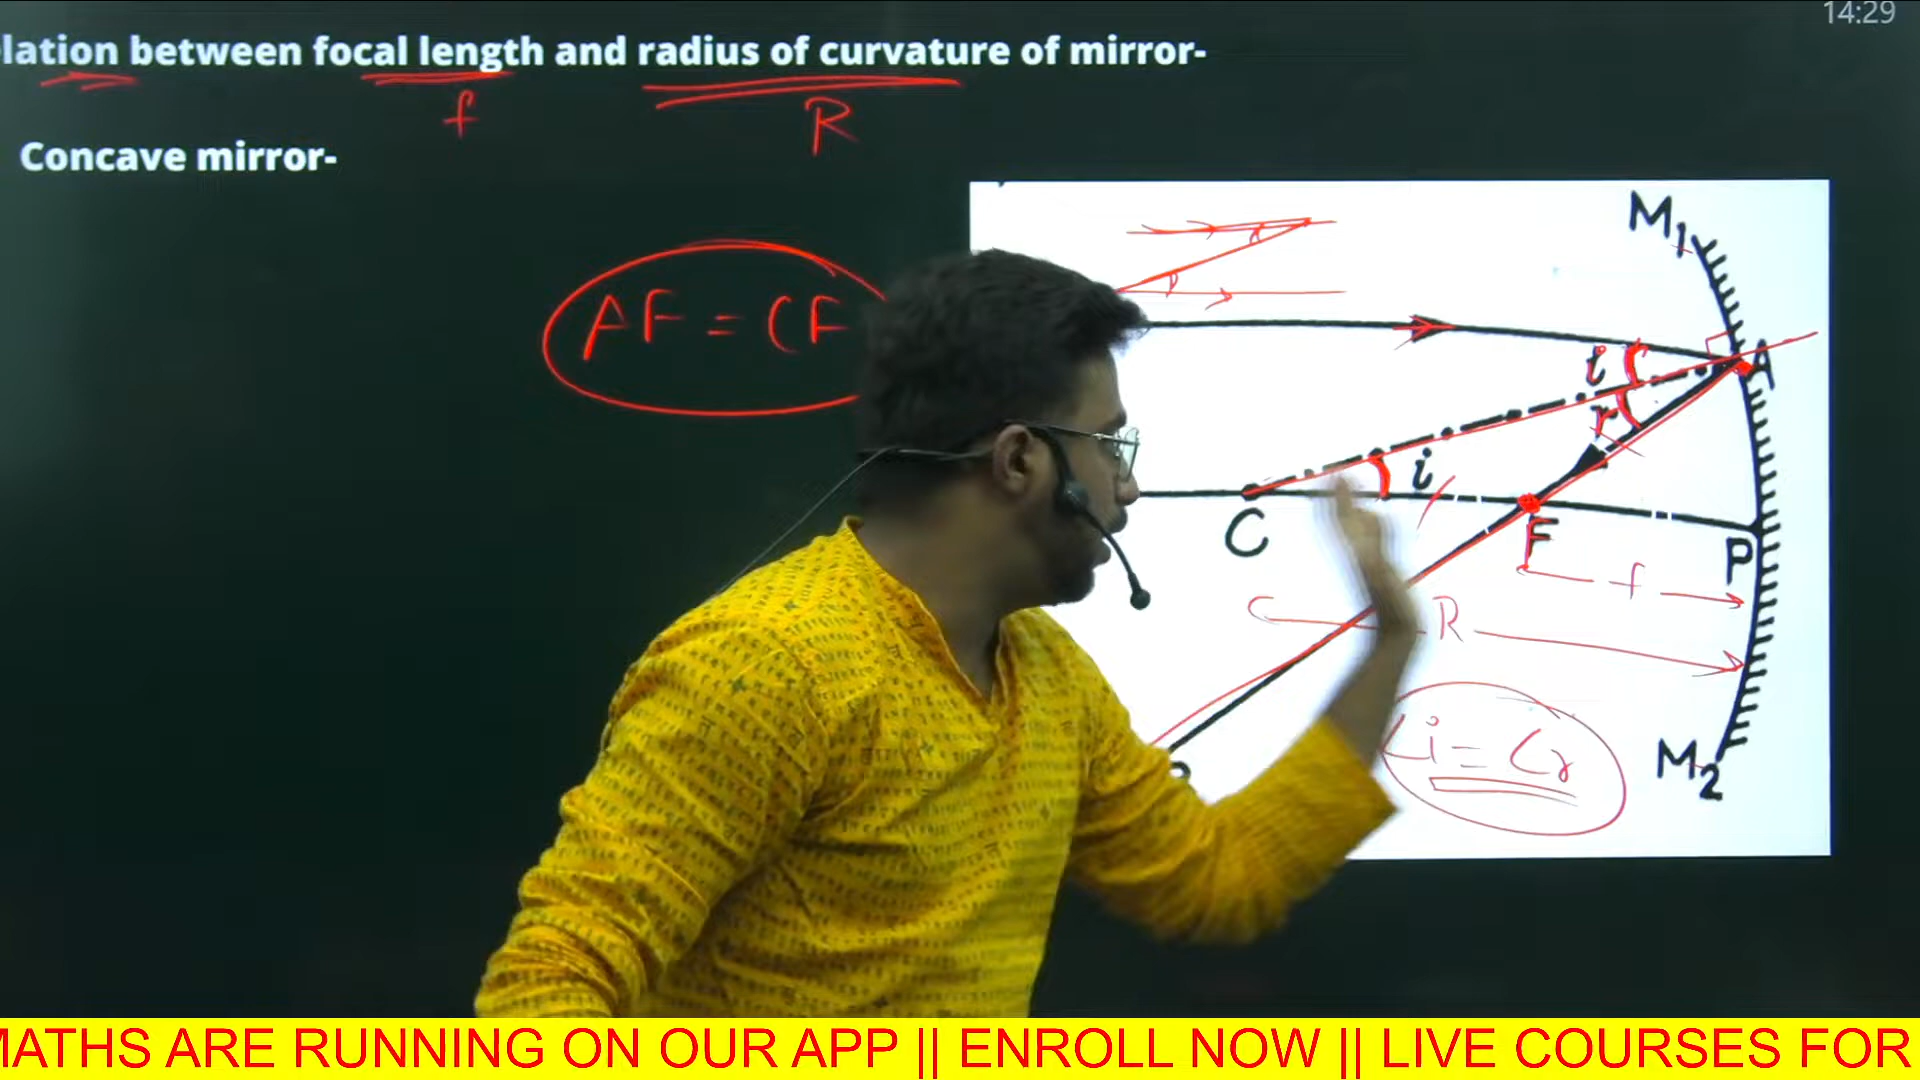 14:29
lation between focal length and radius of curvature of mirror-
f
R
Concave mirror-
AF = CF
M1
A
i
r
i
C
F
P
f
R
∠i = ∠r
M2
MATHS ARE RUNNING ON OUR APP || ENROLL NOW || LIVE COURSES FOR